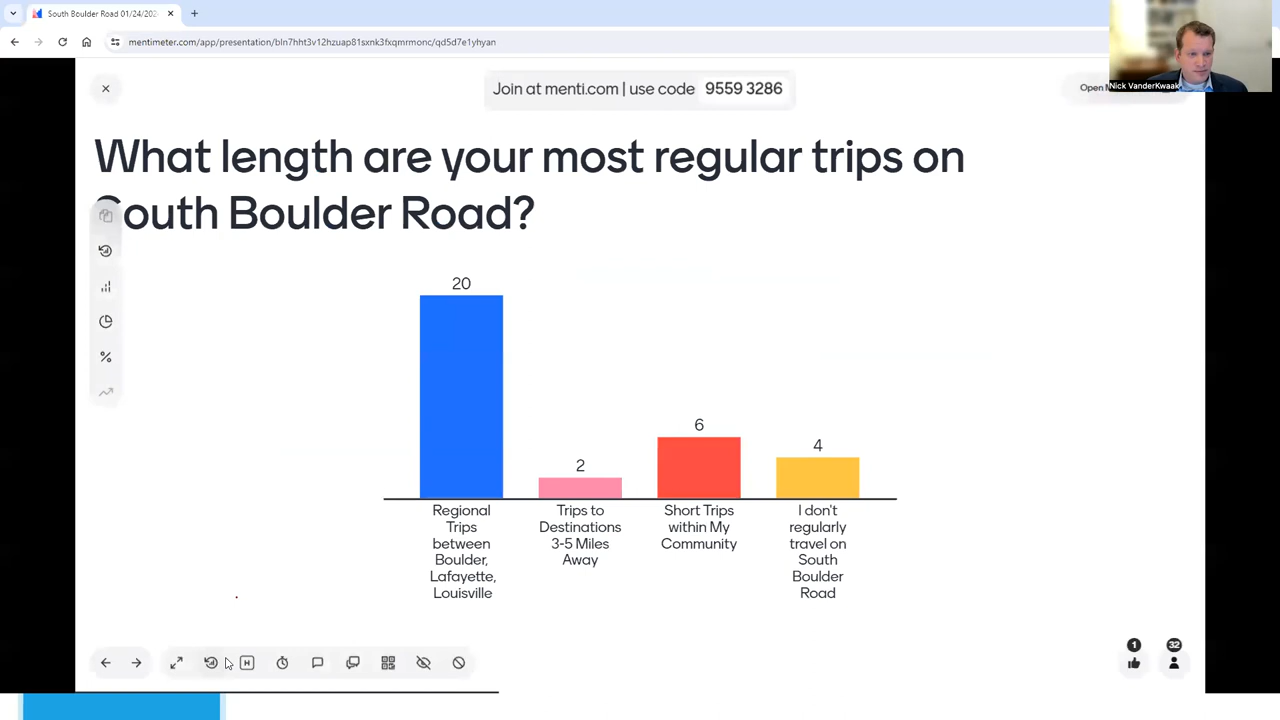 South Boulder Road 01/24/202
mentimeter.com/app/presentation/bln7hht3v12hzuap81sxnk3fxqmrmonc/qd5d7e1yhyan
Nick VanderKwaak
Join at menti.com | use code 9559 3286
Open
What length are your most regular trips on
South Boulder Road?
20
2
6
4
Regional
Trips
between
Boulder,
Lafayette,
Louisville
Trips to
Destinations
3-5 Miles
Away
Short Trips
within My
Community
I don't
regularly
travel on
South
Boulder
Road
H
1
32